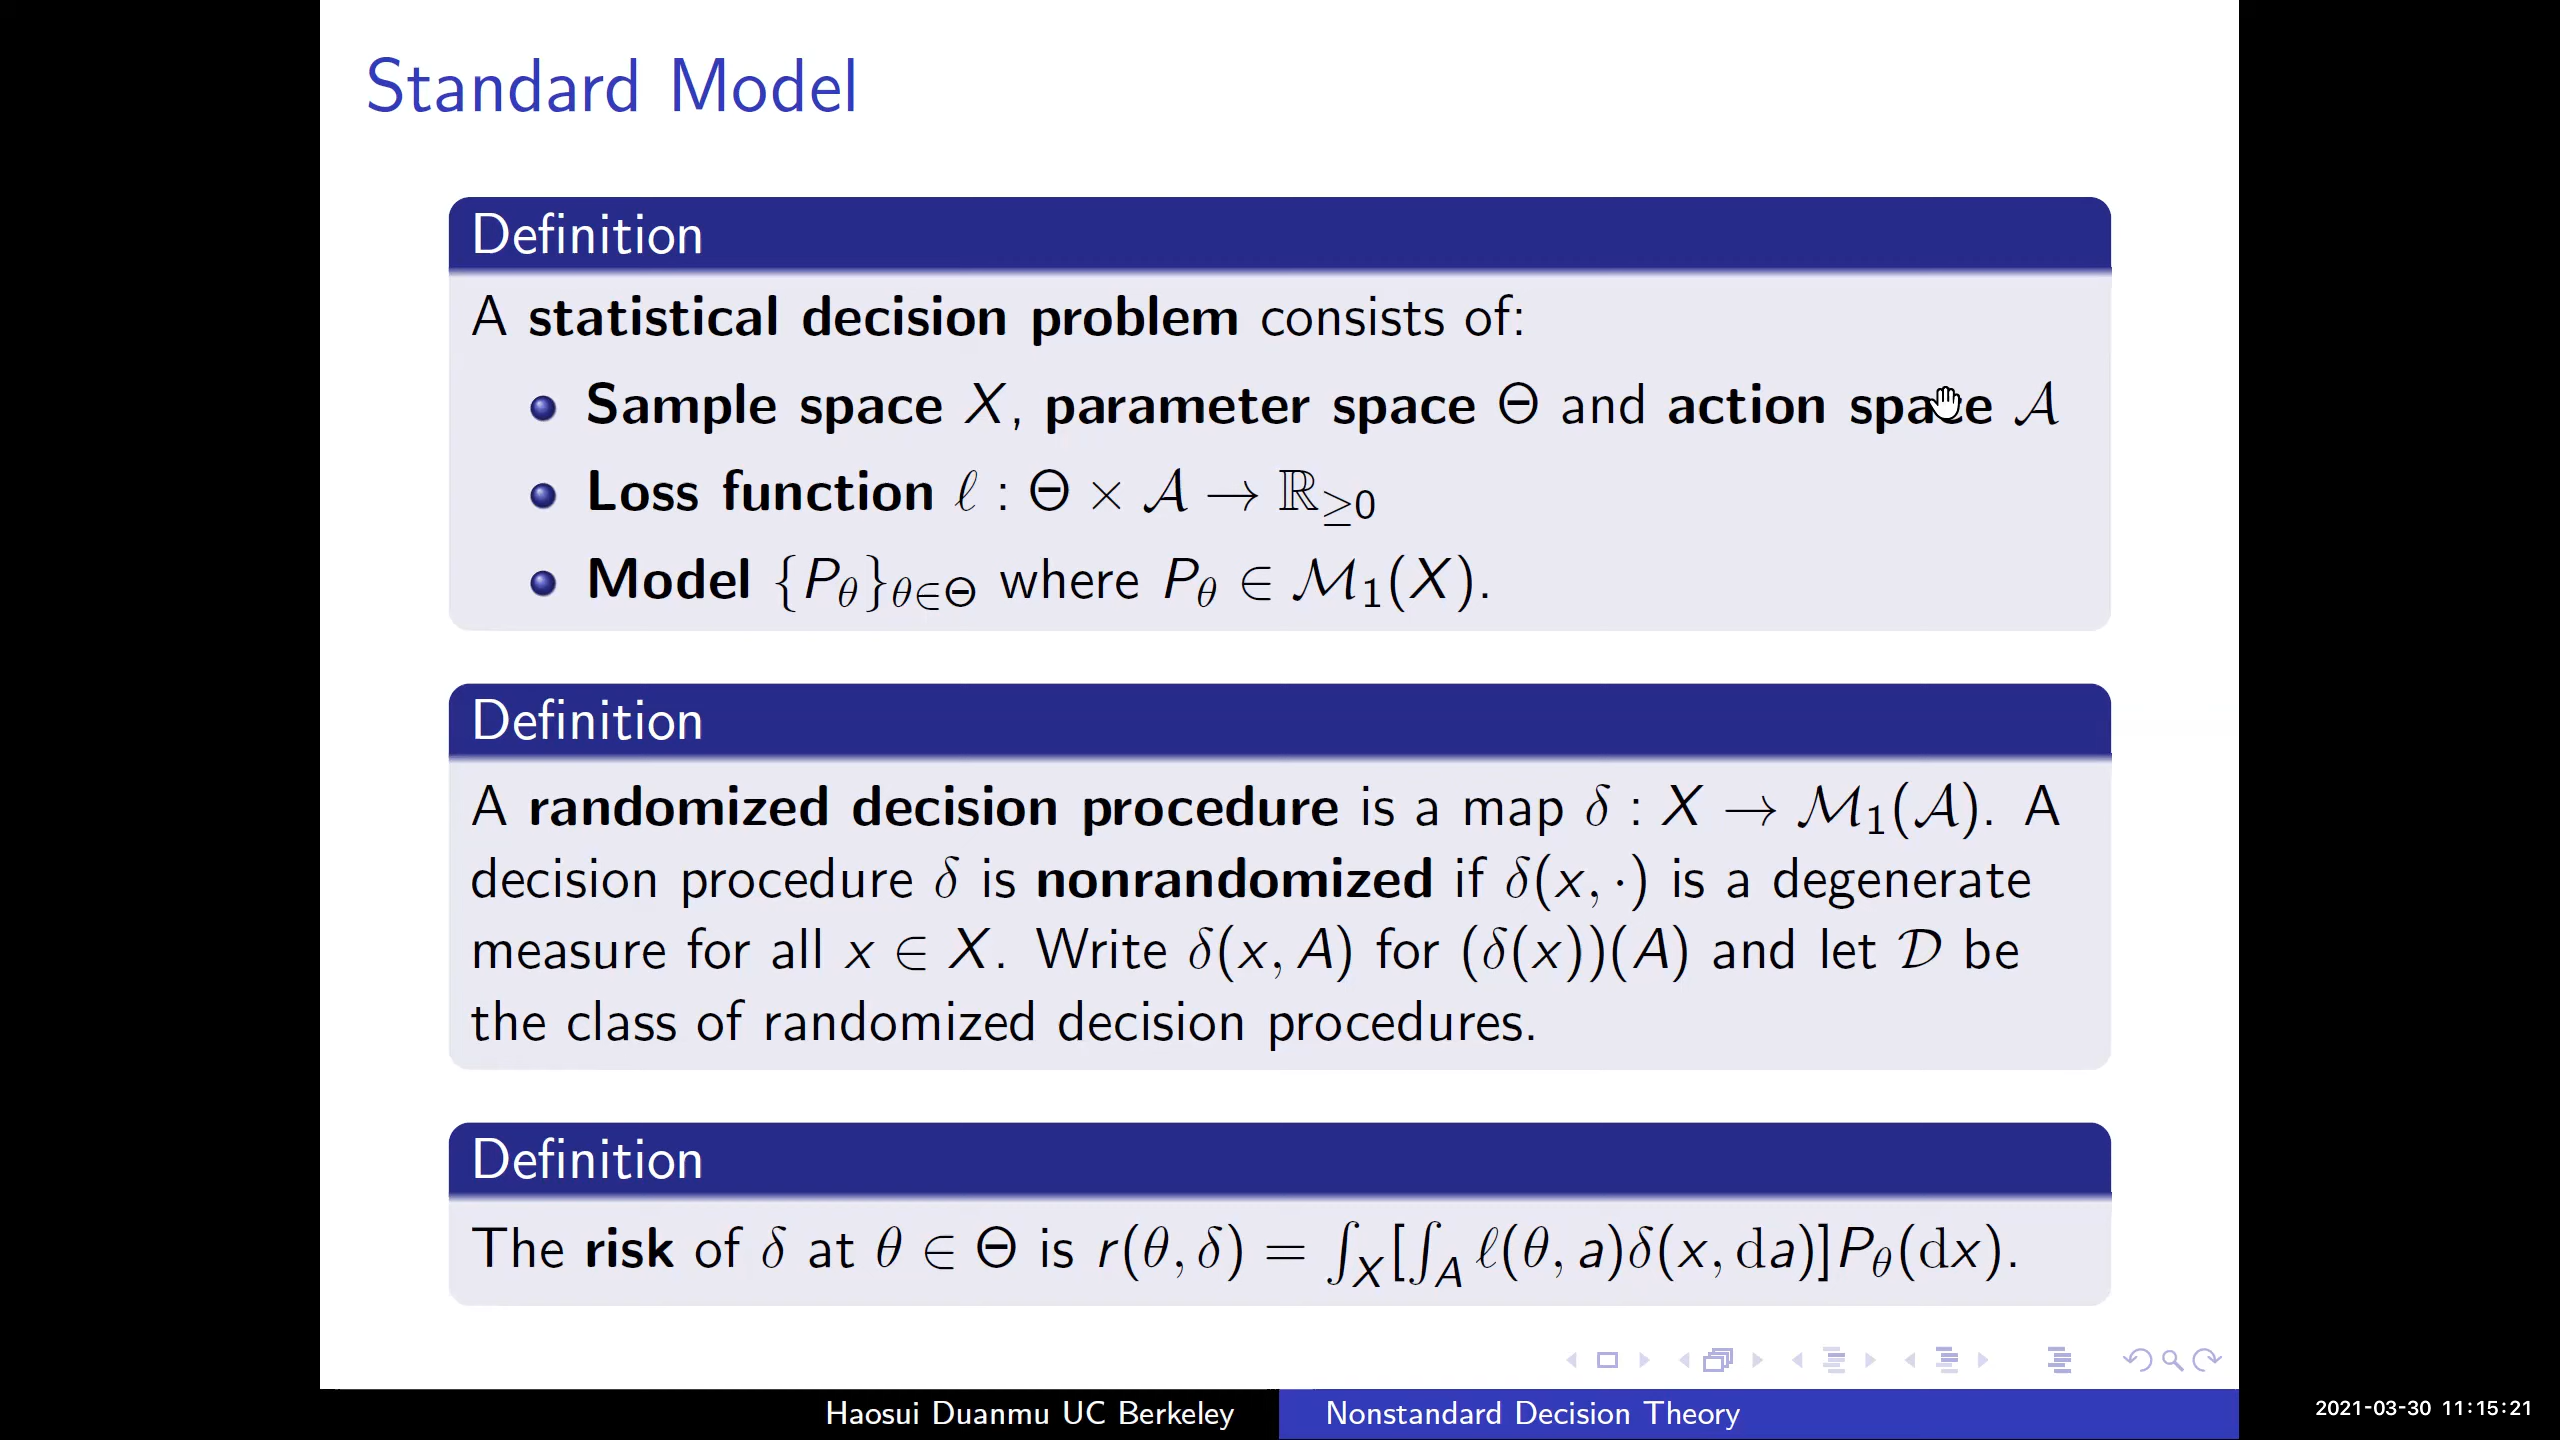 Standard Model
Definition
A statistical decision problem consists of:
Sample space X, parameter space Θ and action space 𝒜
Loss function ℓ : Θ × 𝒜 → ℝ≥0
Model {Pθ}θ∈Θ where Pθ ∈ ℳ1(X).
Definition
A randomized decision procedure is a map δ : X → ℳ1(𝒜). A
decision procedure δ is nonrandomized if δ(x, ·) is a degenerate
measure for all x ∈ X. Write δ(x, A) for (δ(x))(A) and let 𝒟 be
the class of randomized decision procedures.
Definition
The risk of δ at θ ∈ Θ is r(θ, δ) = ∫X[∫A ℓ(θ, a)δ(x, da)]Pθ(dx).
Haosui Duanmu UC Berkeley
Nonstandard Decision Theory
2021-03-30 11:15:21